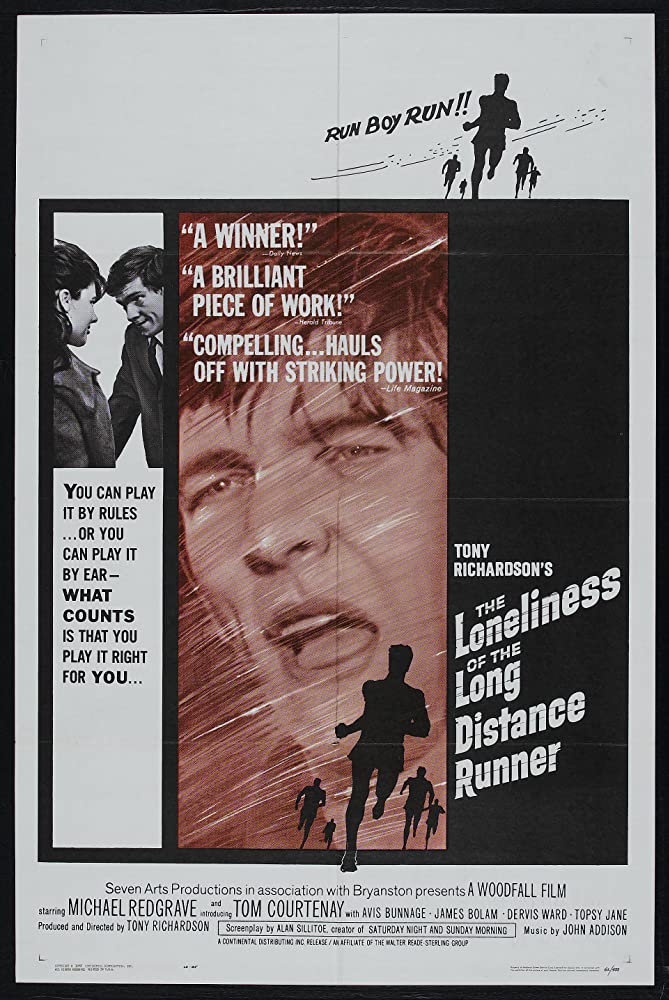 RUN BOY RUN!!
“A WINNER!”
—Daily News
“A BRILLIANT
PIECE OF WORK!”
—Herald Tribune
“COMPELLING...HAULS
OFF WITH STRIKING POWER!
—Life Magazine
YOU CAN PLAY
IT BY RULES
...OR YOU
CAN PLAY IT
BY EAR—
WHAT
COUNTS
IS THAT YOU
PLAY IT RIGHT
FOR YOU...
TONY
RICHARDSON'S
THE
Loneliness
OF THE
Long
Distance
Runner
Seven Arts Productions in association with Bryanston presents A WOODFALL FILM
starring MICHAEL REDGRAVE and introducing TOM COURTENAY with AVIS BUNNAGE · JAMES BOLAM · DERVIS WARD · TOPSY JANE
Produced and Directed by TONY RICHARDSON Screenplay by ALAN SILLITOE, creator of SATURDAY NIGHT AND SUNDAY MORNING Music by JOHN ADDISON
A CONTINENTAL DISTRIBUTING INC. RELEASE / AN AFFILIATE OF THE WALTER READE-STERLING GROUP